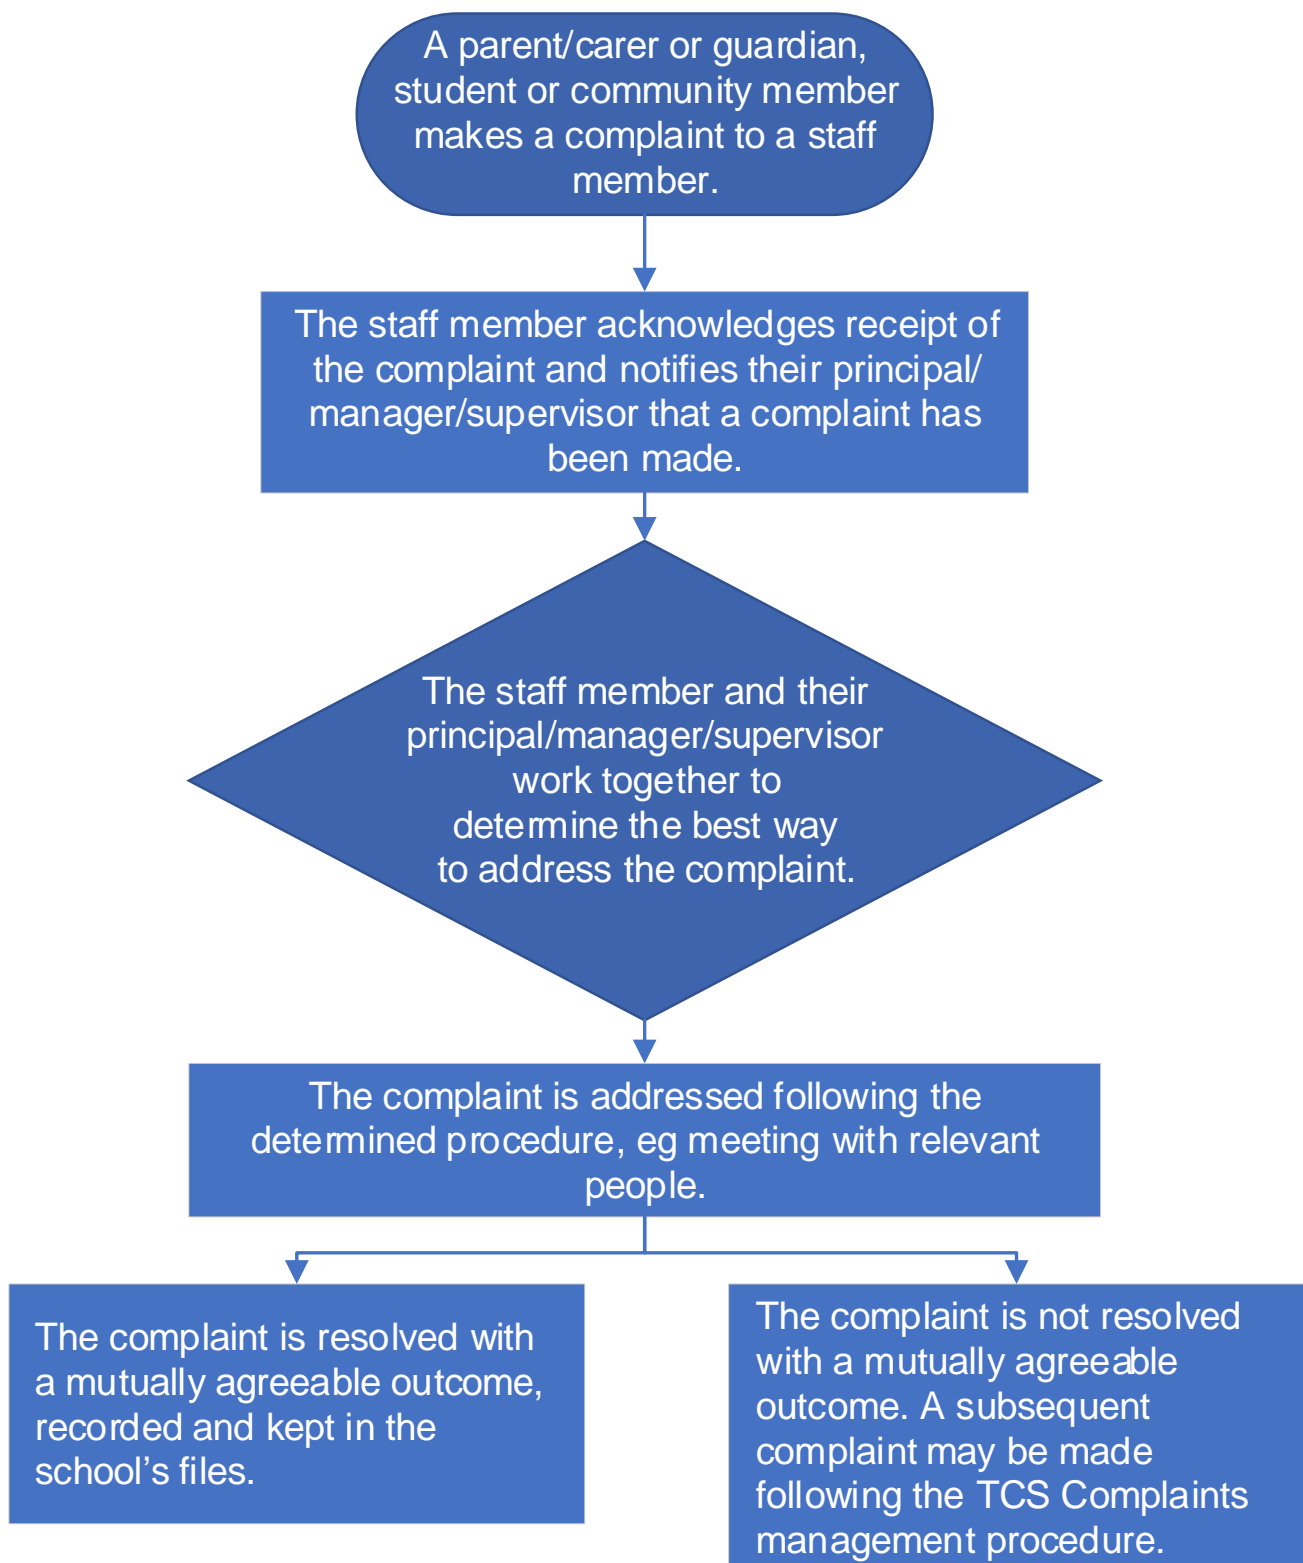 A parent/carer or guardian,
student or community member
makes a complaint to a staff
member.
The staff member acknowledges receipt of
the complaint and notifies their principal/
manager/supervisor that a complaint has
been made.
The staff member and their
principal/manager/supervisor
work together to
determine the best way
to address the complaint.
The complaint is addressed following the
determined procedure, eg meeting with relevant
people.
The complaint is resolved with
a mutually agreeable outcome,
recorded and kept in the
school’s files.
The complaint is not resolved
with a mutually agreeable
outcome. A subsequent
complaint may be made
following the TCS Complaints
management procedure.